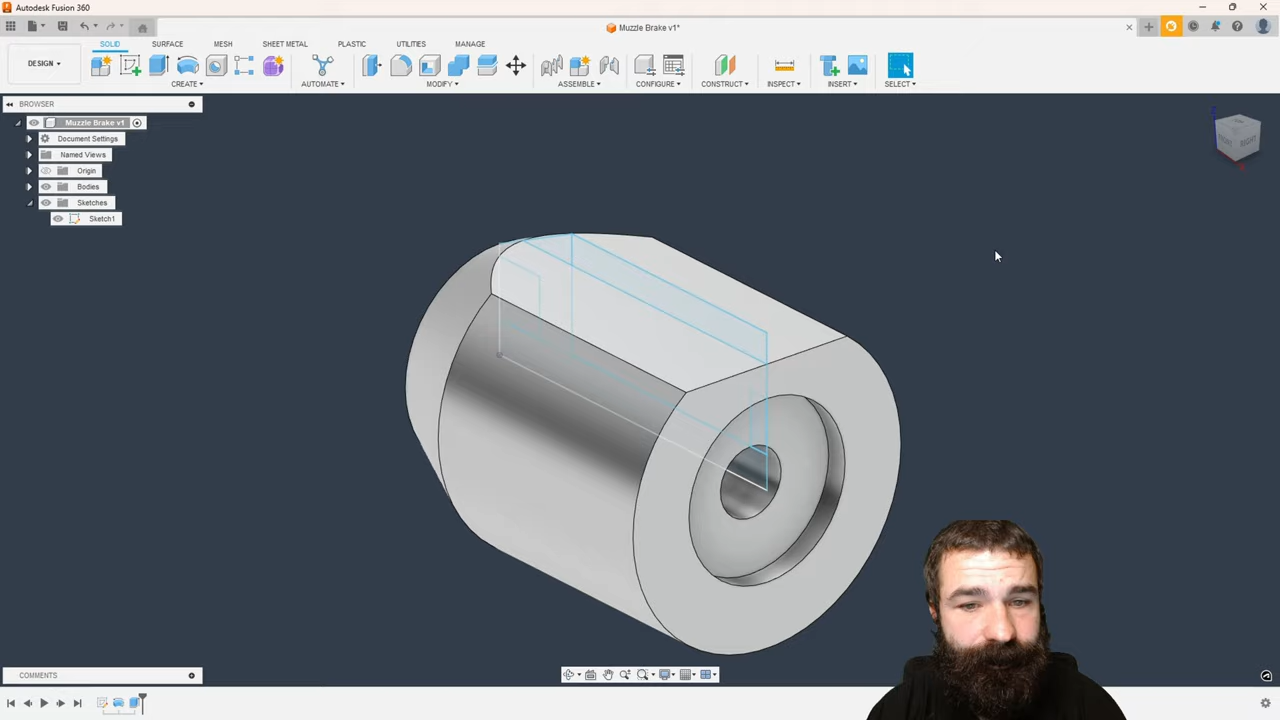 Autodesk Fusion 360
Muzzle Brake v1*
SOLID SURFACE MESH SHEET METAL PLASTIC UTILITIES MANAGE
DESIGN
CREATE AUTOMATE MODIFY ASSEMBLE CONFIGURE CONSTRUCT INSPECT INSERT SELECT
BROWSER
Muzzle Brake v1
Document Settings
Named Views
Origin
Bodies
Sketches
Sketch1
RIGHT
COMMENTS